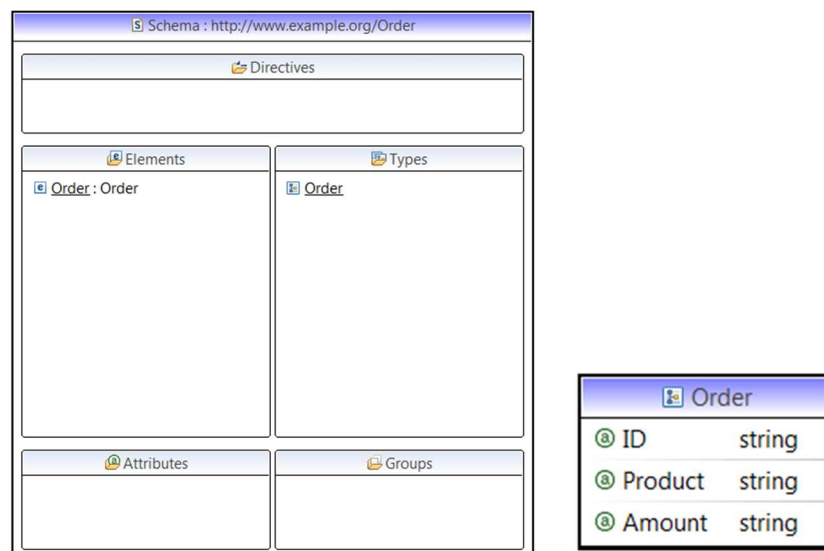 Schema : http://www.example.org/Order
Directives
Elements
Types
Order : Order
Order
Attributes
Groups
Order
ID string
Product string
Amount string